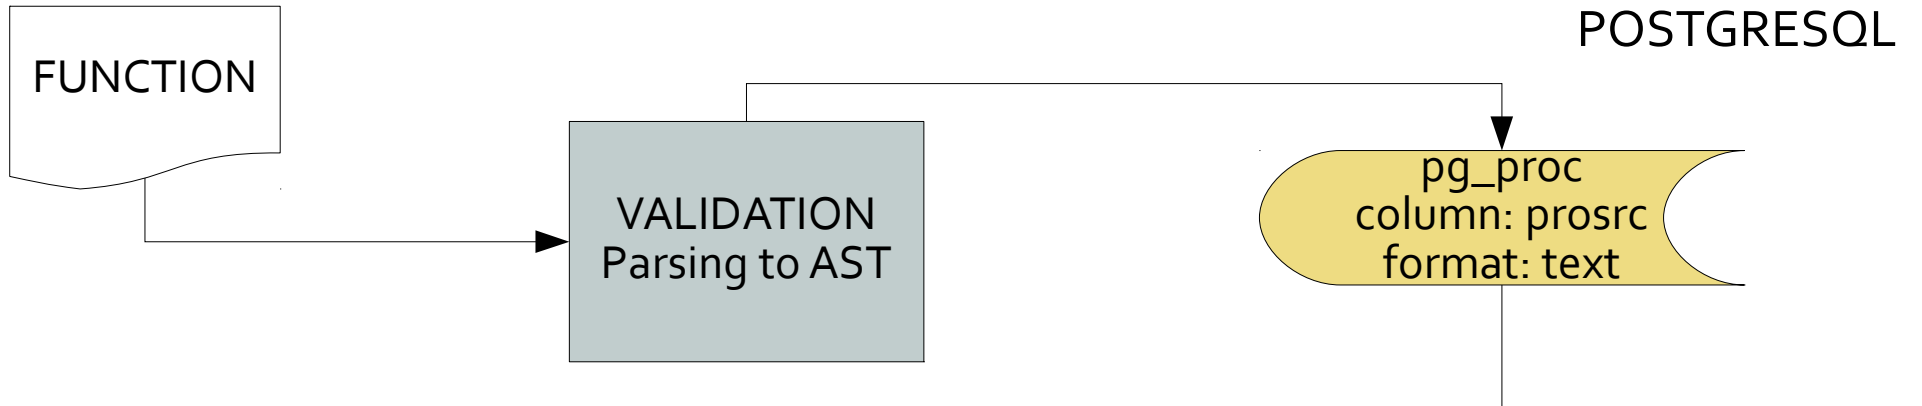 POSTGRESQL
FUNCTION
VALIDATION
Parsing to AST
pg_proc
column: prosrc
format: text